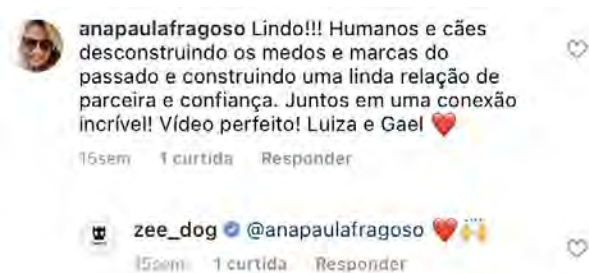 anapaulafragoso Lindo!!! Humanos e cães
desconstruindo os medos e marcas do
passado e construindo uma linda relação de
parceira e confiança. Juntos em uma conexão
incrível! Vídeo perfeito! Luiza e Gael ❤️
15sem 1 curtida Responder
zee_dog @anapaulafragoso ❤️🙌
15sem 1 curtida Responder